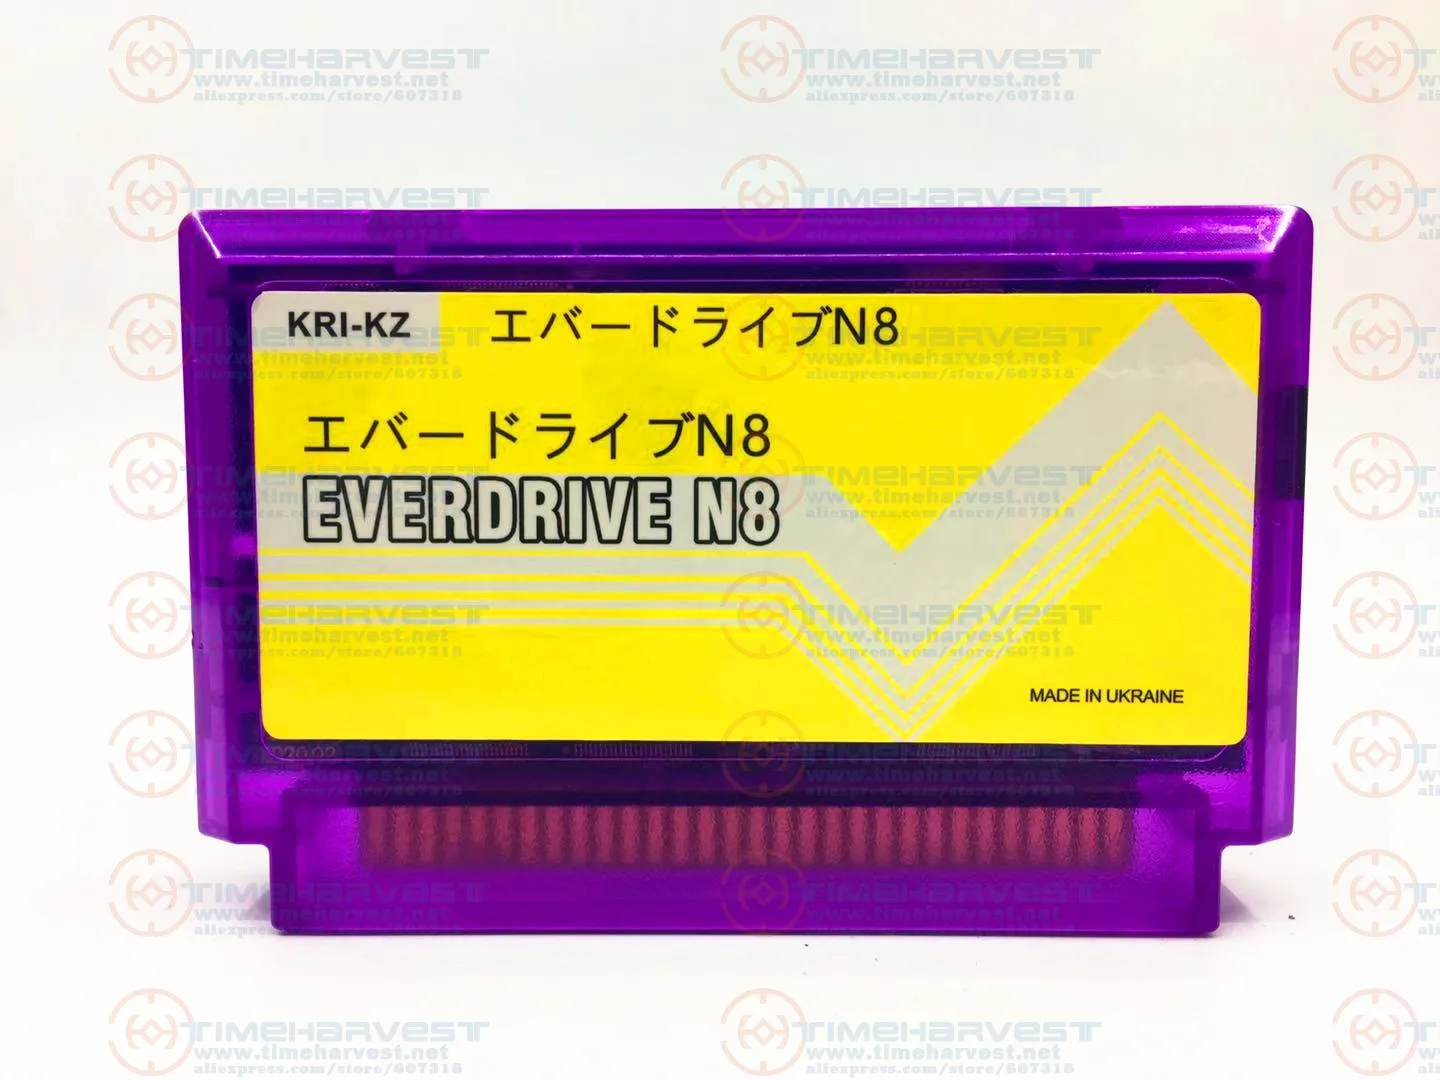 TIMEHARVEST
www.timeharvest.net
aliexpress.com/store/607318
KRI-KZ
エバードライブN8
エバードライブN8
EVERDRIVE N8
MADE IN UKRAINE